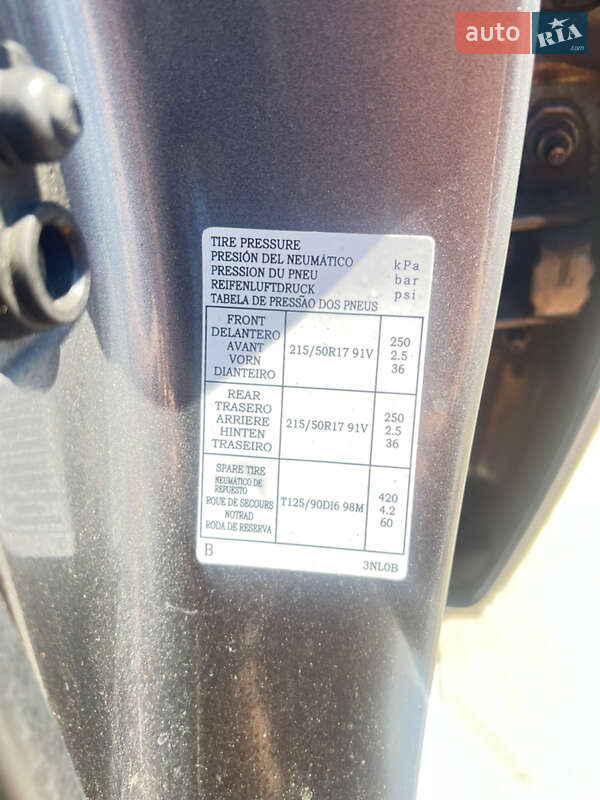 auto RIA
.com
TIRE PRESSURE
PRESIÓN DEL NEUMÁTICO kPa
PRESSION DU PNEU bar
REIFENLUFTDRUCK psi
TABELA DE PRESSÃO DOS PNEUS
FRONT
DELANTERO
AVANT
VORN
DIANTEIRO
215/50R17 91V
250
2.5
36
REAR
TRASERO
ARRIERE
HINTEN
TRASEIRO
215/50R17 91V
250
2.5
36
SPARE TIRE
NEUMÁTICO DE
REPUESTO
ROUE DE SECOURS
NOTRAD
RODA DE RESERVA
T125/90D16 98M
420
4.2
60
B 3NL0B